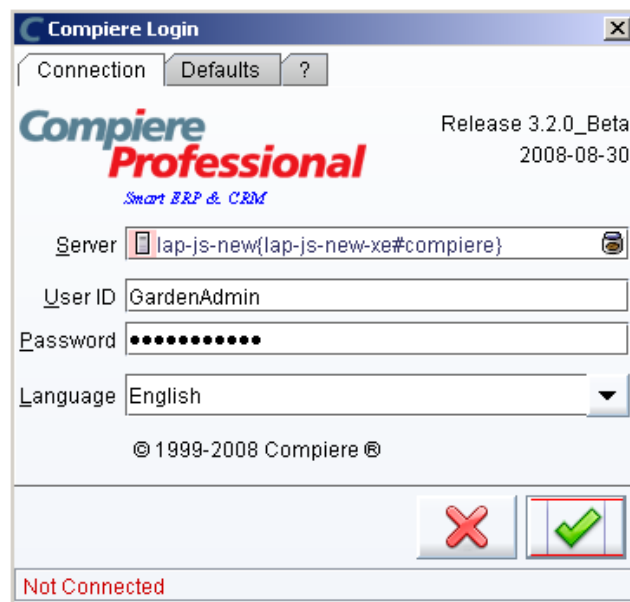 Compiere Login
Connection Defaults ?
Compiere
Professional
Smart ERP & CRM
Release 3.2.0_Beta
2008-08-30
Server lap-js-new{lap-js-new-xe#compiere}
User ID GardenAdmin
Password •••••••••••
Language English
© 1999-2008 Compiere ®
Not Connected